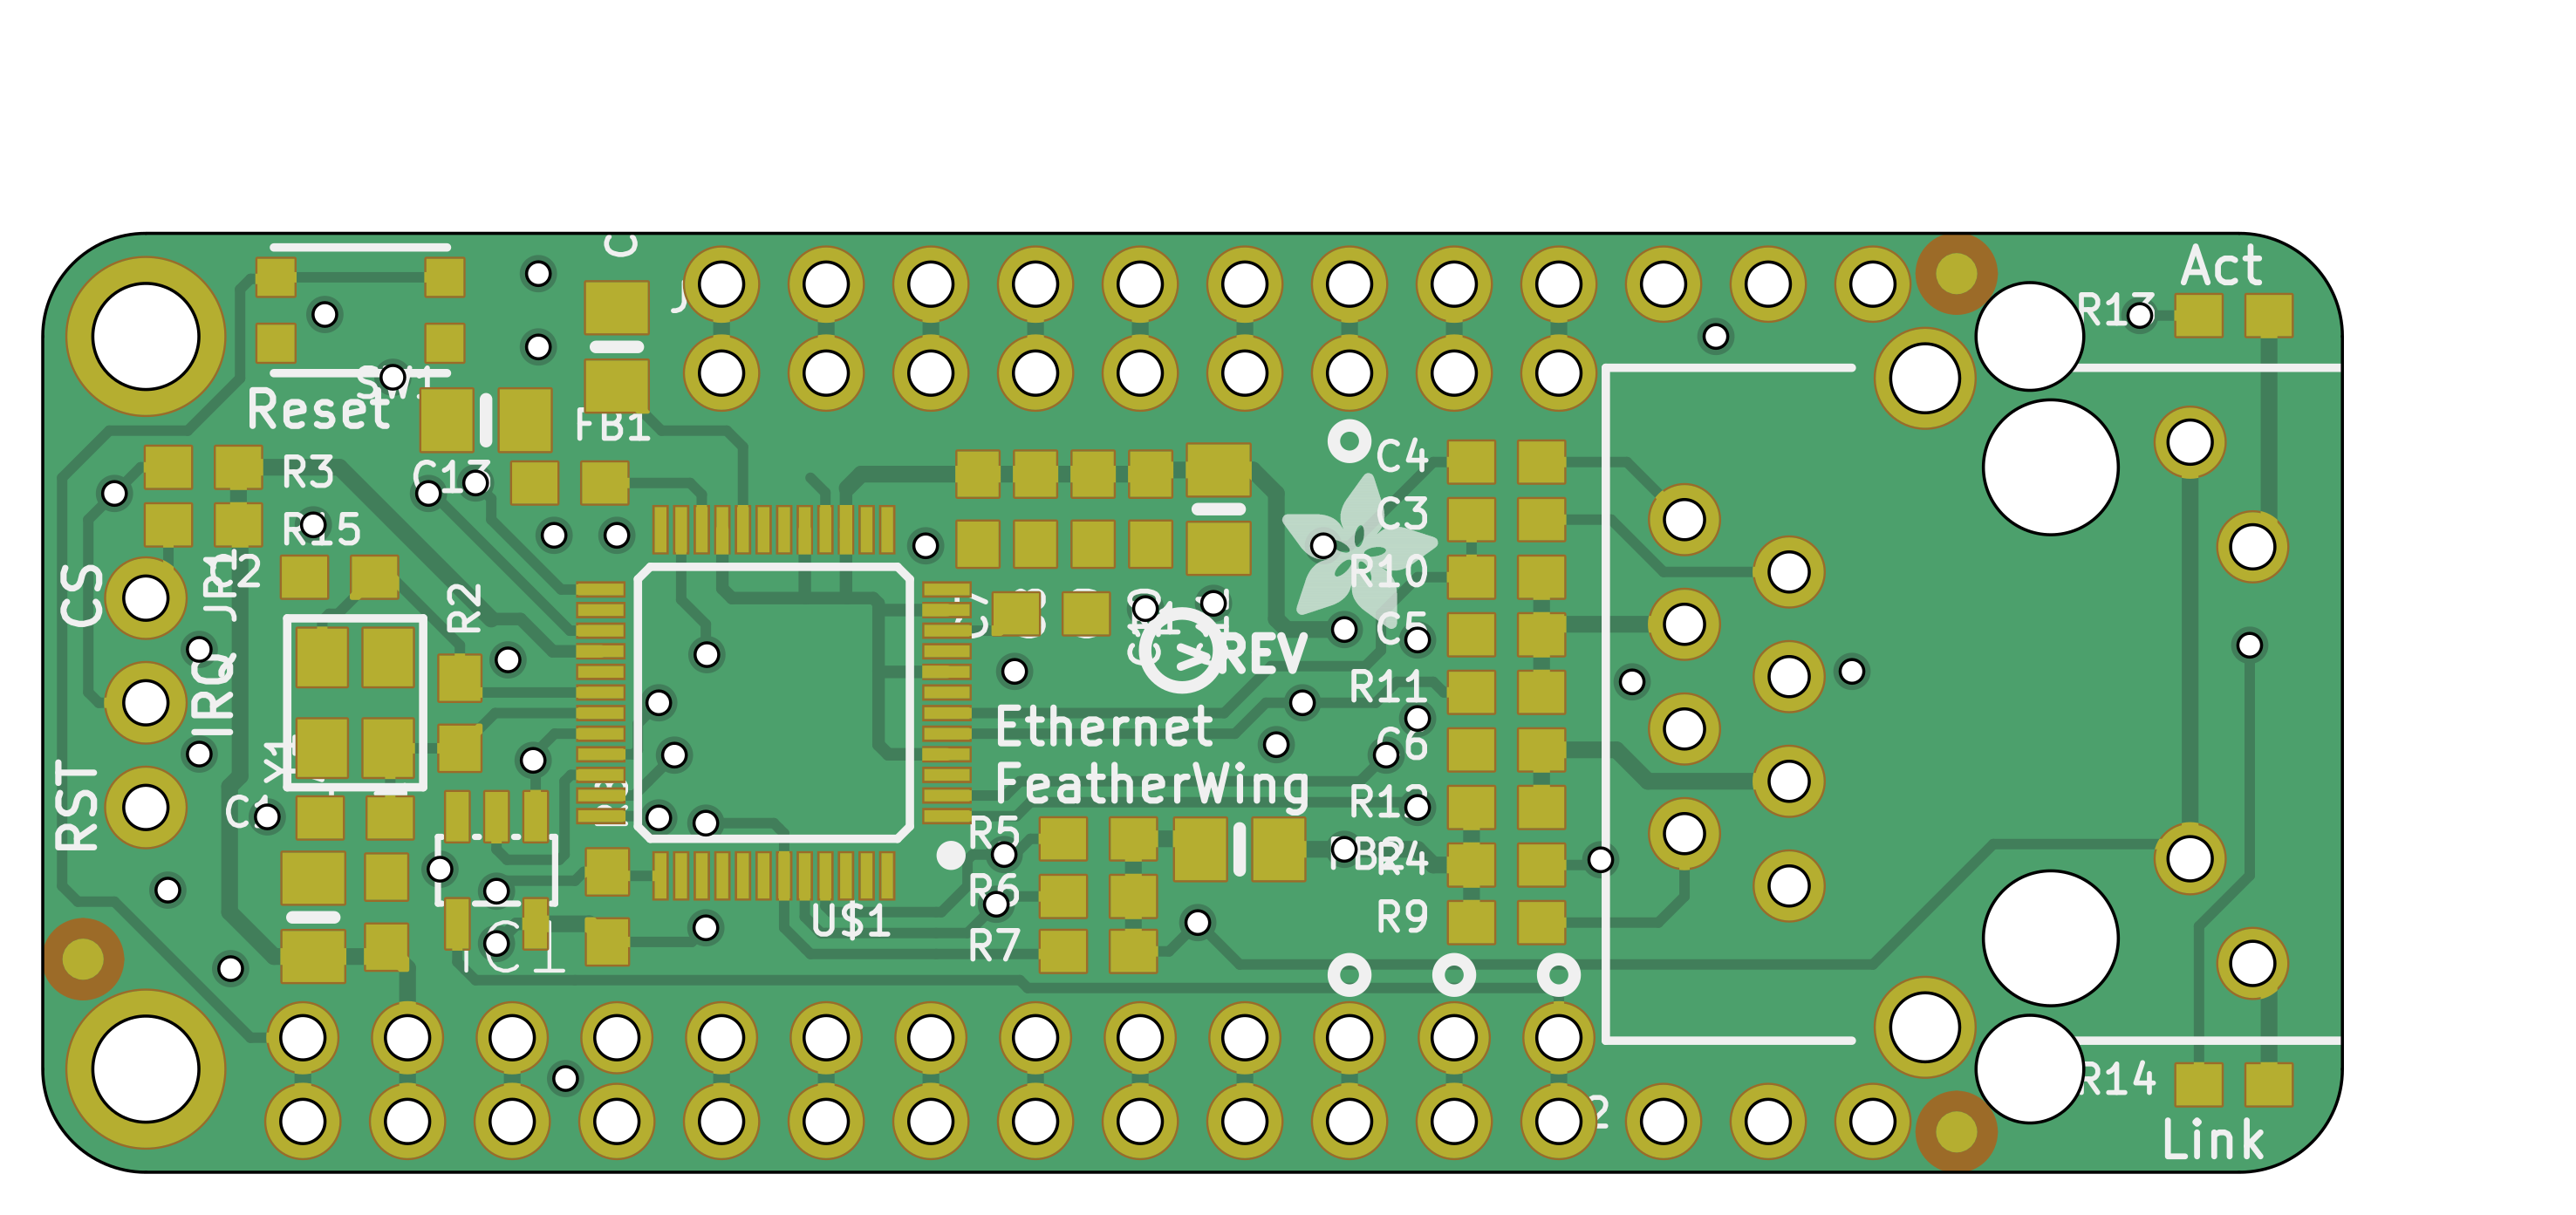 Act
R13
SW1
Reset
FB1
C4
R3
C13
C3
R15
R10
CS
JR1
R2
C5
REV
IRQ
R11
Ethernet
Y1
C6
FeatherWing
RST
R12
R5
FB2
R4
R6
U$1
R9
R7
IC1
R14
Link